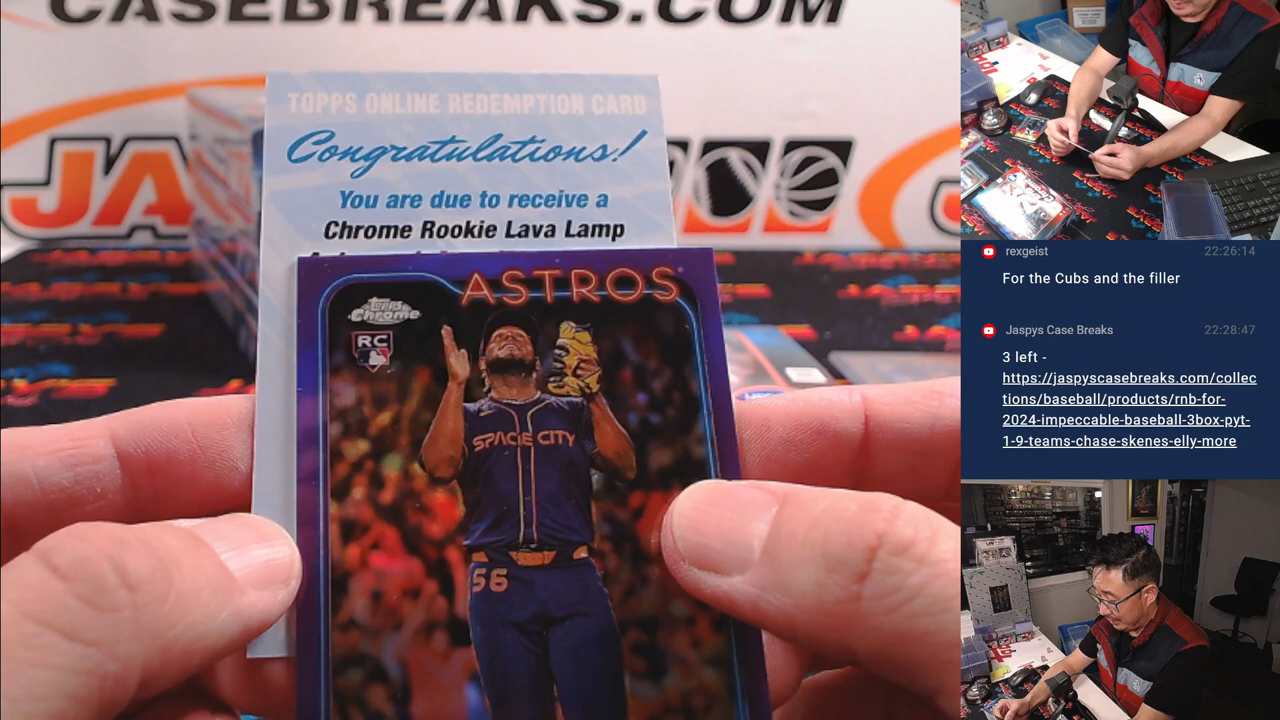 CASEBREAKS.COM
JA
TOPPS ONLINE REDEMPTION CARD
Congratulations!
You are due to receive a
Chrome Rookie Lava Lamp
ASTROS
Topps
Chrome
RC
SPACE CITY
56
rexgeist
22:26:14
For the Cubs and the filler
Jaspys Case Breaks
22:28:47
3 left -
https://jaspyscasebreaks.com/collec
tions/baseball/products/rnb-for-
2024-impeccable-baseball-3box-pyt-
1-9-teams-chase-skenes-elly-more